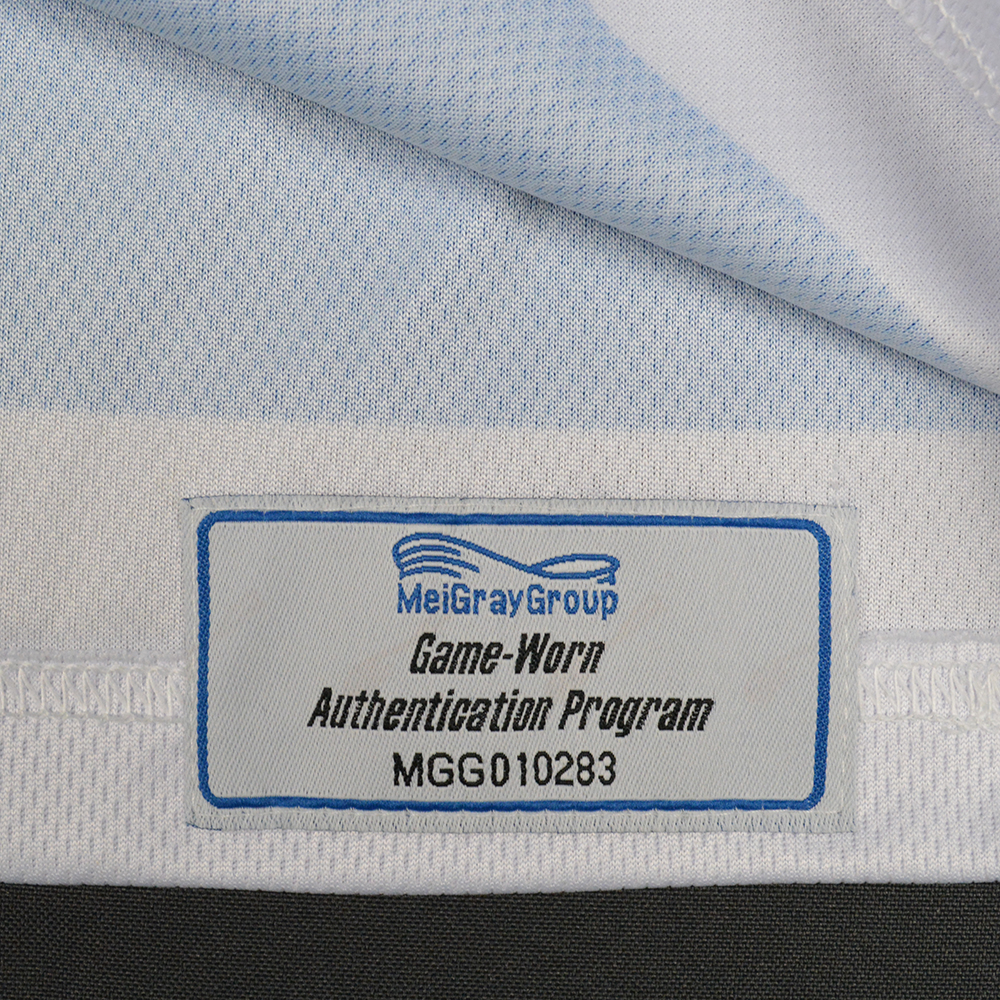 MeiGrayGroup
Game-Worn
Authentication Program
MGG010283